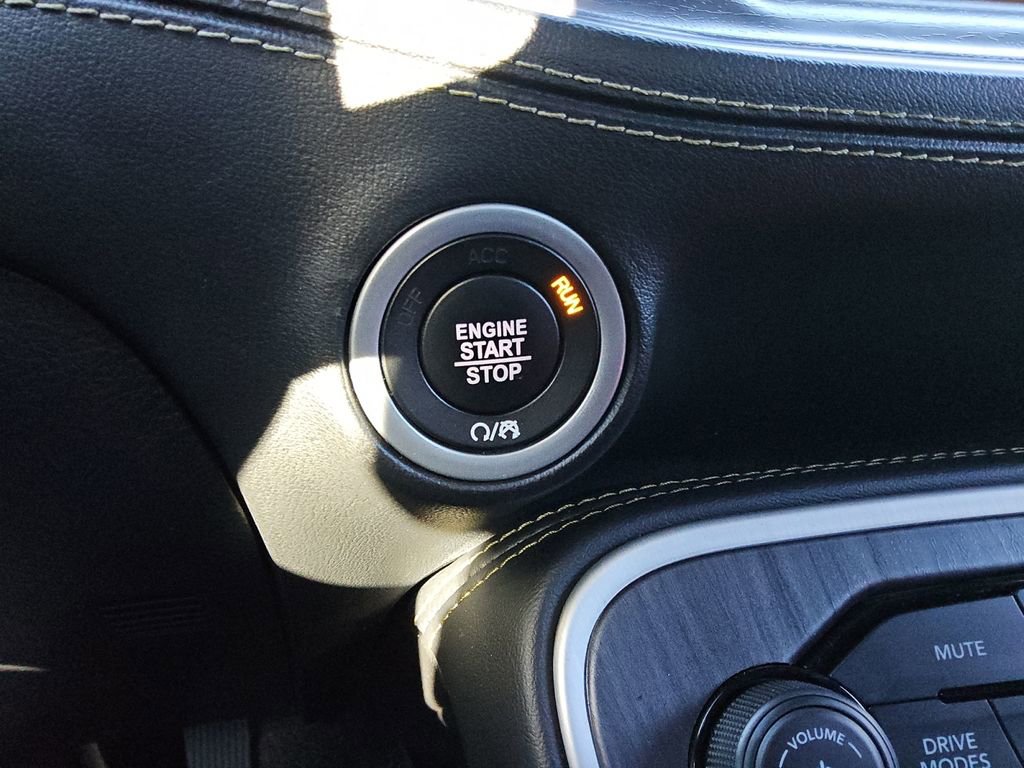 ACC
OFF
RUN
ENGINE
START
STOP
MUTE
VOLUME
DRIVE
MODES